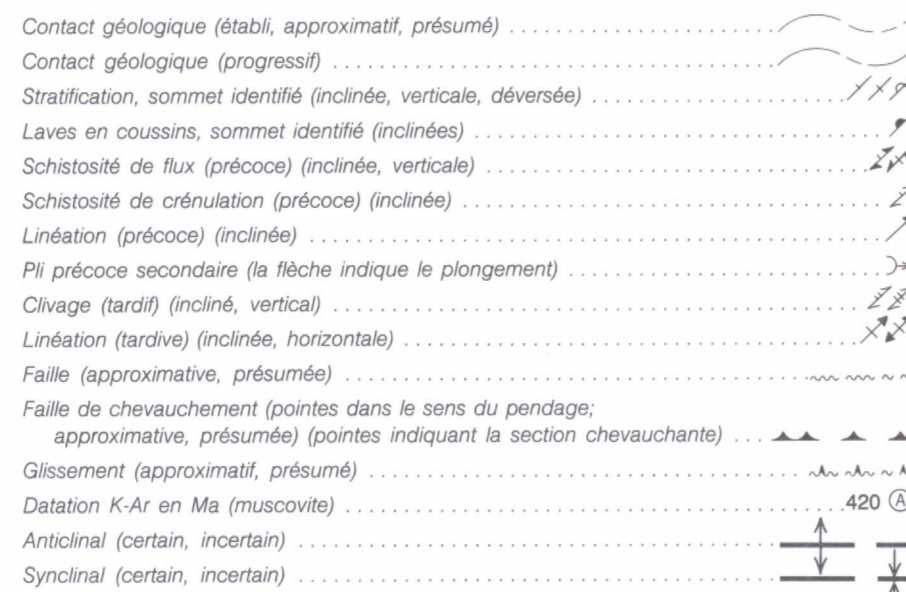 Contact géologique (établi, approximatif, présumé)
Contact géologique (progressif)
Stratification, sommet identifié (inclinée, verticale, déversée)
Laves en coussins, sommet identifié (inclinées)
Schistosité de flux (précoce) (inclinée, verticale)
Schistosité de crénulation (précoce) (inclinée)
Linéation (précoce) (inclinée)
Pli précoce secondaire (la flèche indique le plongement)
Clivage (tardif) (incliné, vertical)
Linéation (tardive) (inclinée, horizontale)
Faille (approximative, présumée)
Faille de chevauchement (pointes dans le sens du pendage;
approximative, présumée) (pointes indiquant la section chevauchante)
Glissement (approximatif, présumé)
Datation K-Ar en Ma (muscovite) 420 A
Anticlinal (certain, incertain)
Synclinal (certain, incertain)